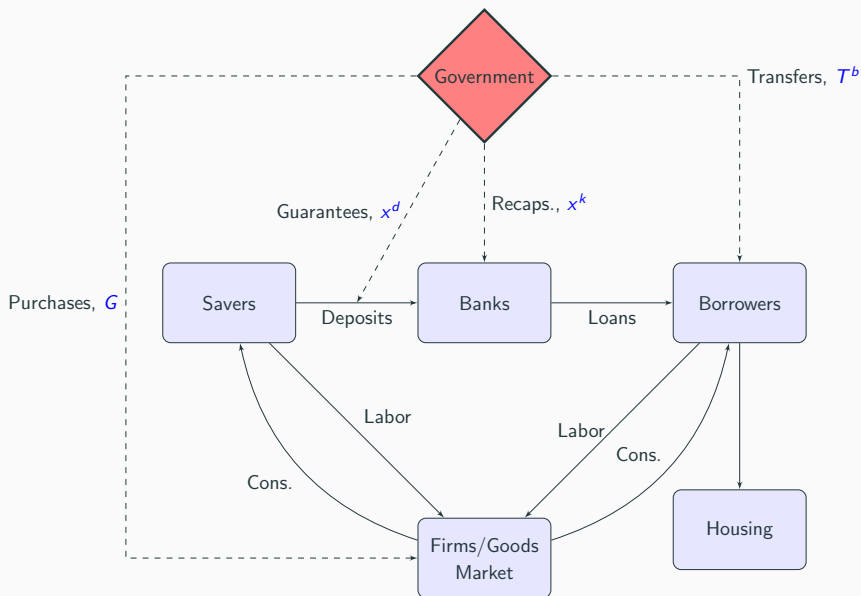 Government
Transfers, T^b
Guarantees, x^d
Recaps., x^k
Purchases, G
Savers
Deposits
Banks
Loans
Borrowers
Labor
Labor
Cons.
Cons.
Firms/Goods
Market
Housing